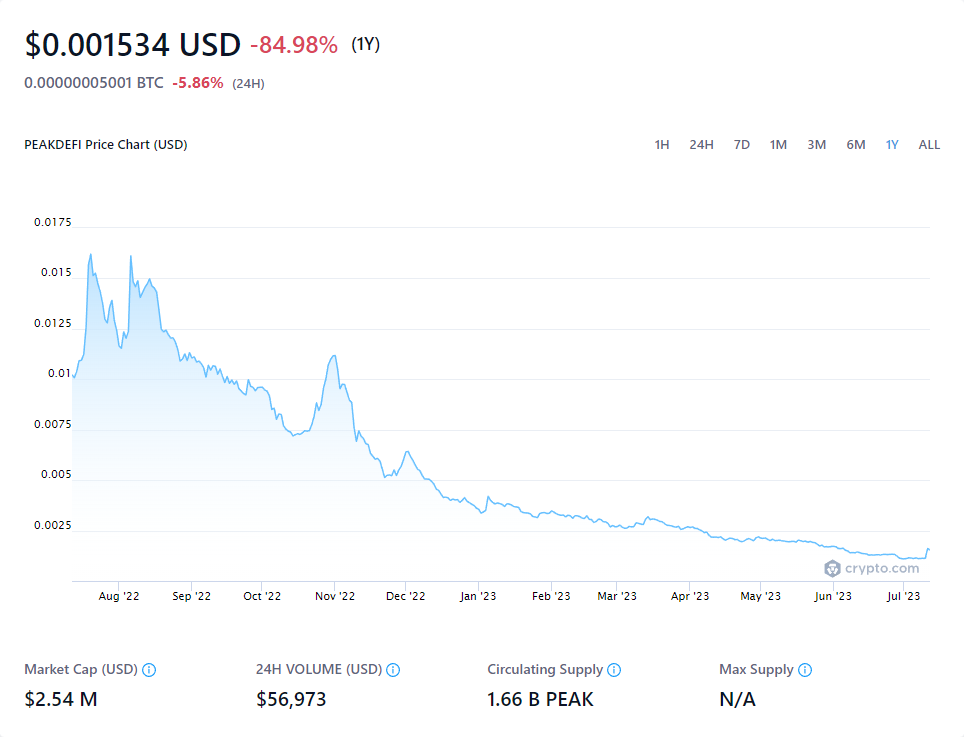 $0.001534 USD -84.98% (1Y)
0.00000005001 BTC -5.86% (24H)
PEAKDEFI Price Chart (USD) 1H 24H 7D 1M 3M 6M 1Y ALL
0.0175
0.015
0.0125
0.01
0.0075
0.005
0.0025
crypto.com
Aug '22 Sep '22 Oct '22 Nov '22 Dec '22 Jan '23 Feb '23 Mar '23 Apr '23 May '23 Jun '23 Jul '23
Market Cap (USD) 24H VOLUME (USD) Circulating Supply Max Supply
$2.54 M $56,973 1.66 B PEAK N/A